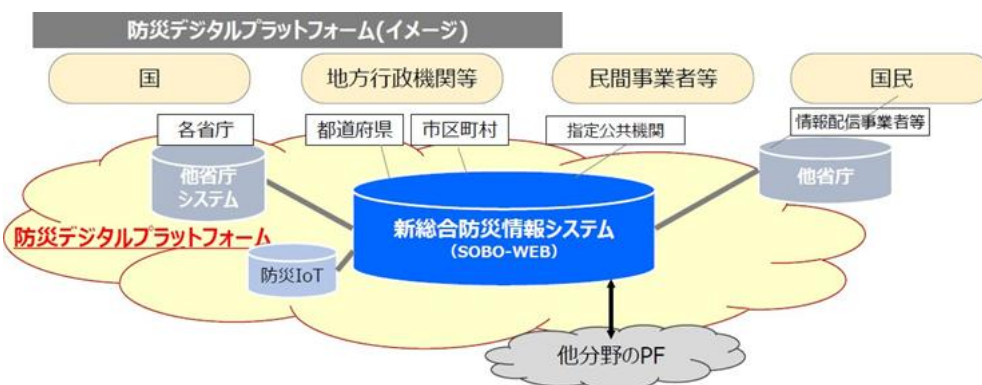 防災デジタルプラットフォーム(イメージ)
国
地方行政機関等
民間事業者等
国民
各省庁
都道府県
市区町村
指定公共機関
情報配信事業者等
他省庁
システム
他省庁
新総合防災情報システム
(SOBO-WEB)
防災デジタルプラットフォーム
防災IoT
他分野のPF